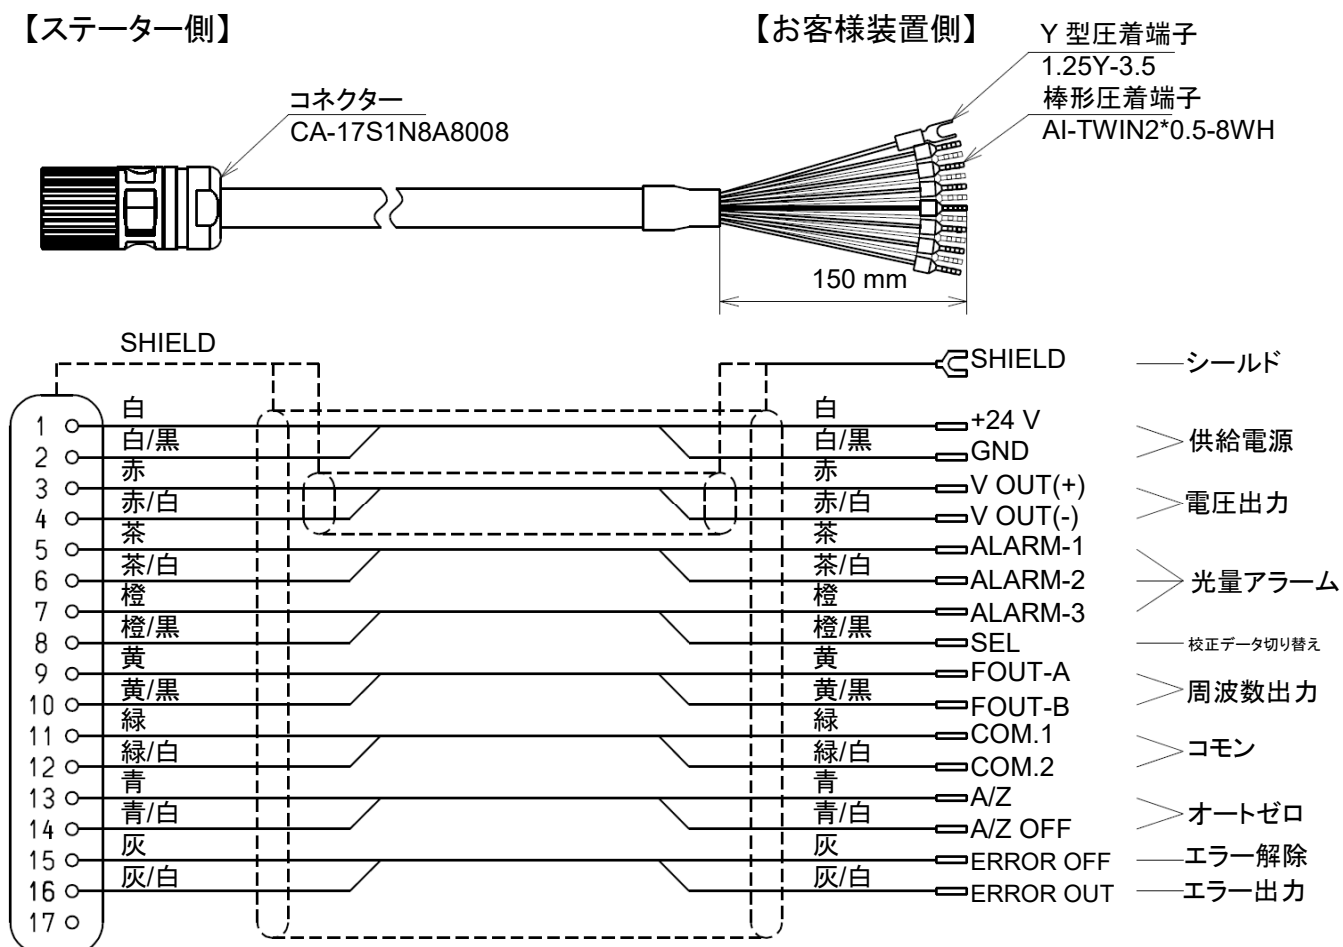 【ステーター側】
【お客様装置側】
Y 型圧着端子
1.25Y-3.5
棒形圧着端子
AI-TWIN2*0.5-8WH
コネクター
CA-17S1N8A8008
150 mm
SHIELD
SHIELD シールド
1 白 白 +24 V
2 白/黒 白/黒 GND
供給電源
3 赤 赤 V OUT(+)
4 赤/白 赤/白 V OUT(-)
電圧出力
5 茶 茶 ALARM-1
6 茶/白 茶/白 ALARM-2
7 橙 橙 ALARM-3
光量アラーム
8 橙/黒 橙/黒 SEL 校正データ切り替え
9 黄 黄 FOUT-A
10 黄/黒 黄/黒 FOUT-B
周波数出力
11 緑 緑 COM.1
12 緑/白 緑/白 COM.2
コモン
13 青 青 A/Z
14 青/白 青/白 A/Z OFF
オートゼロ
15 灰 灰 ERROR OFF エラー解除
16 灰/白 灰/白 ERROR OUT エラー出力
17